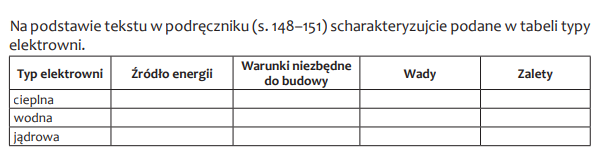 Na podstawie tekstu w podręczniku (s. 148–151) scharakteryzujcie podane w tabeli typy
elektrowni.
Typ elektrowni Źródło energii Warunki niezbędne do budowy Wady Zalety
cieplna
wodna
jądrowa